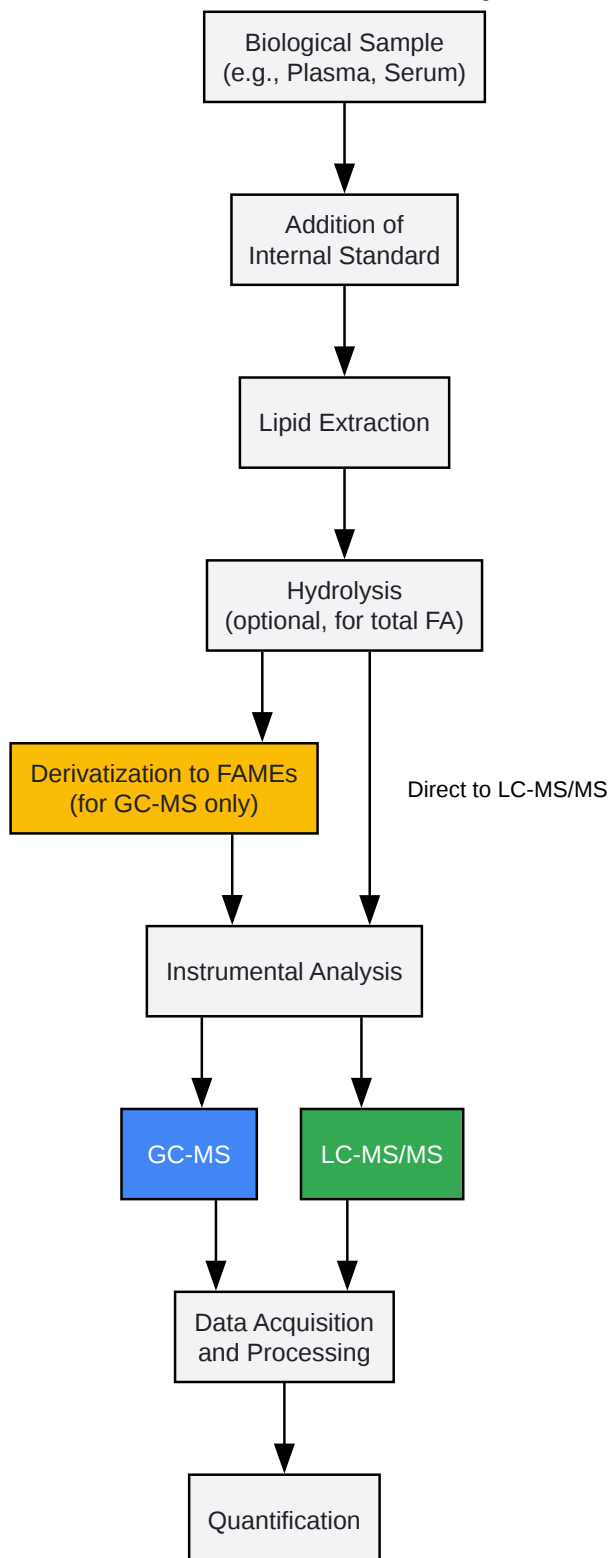 Biological Sample
(e.g., Plasma, Serum)
Addition of
Internal Standard
Lipid Extraction
Hydrolysis
(optional, for total FA)
Derivatization to FAMEs
(for GC-MS only)
Direct to LC-MS/MS
Instrumental Analysis
GC-MS
LC-MS/MS
Data Acquisition
and Processing
Quantification